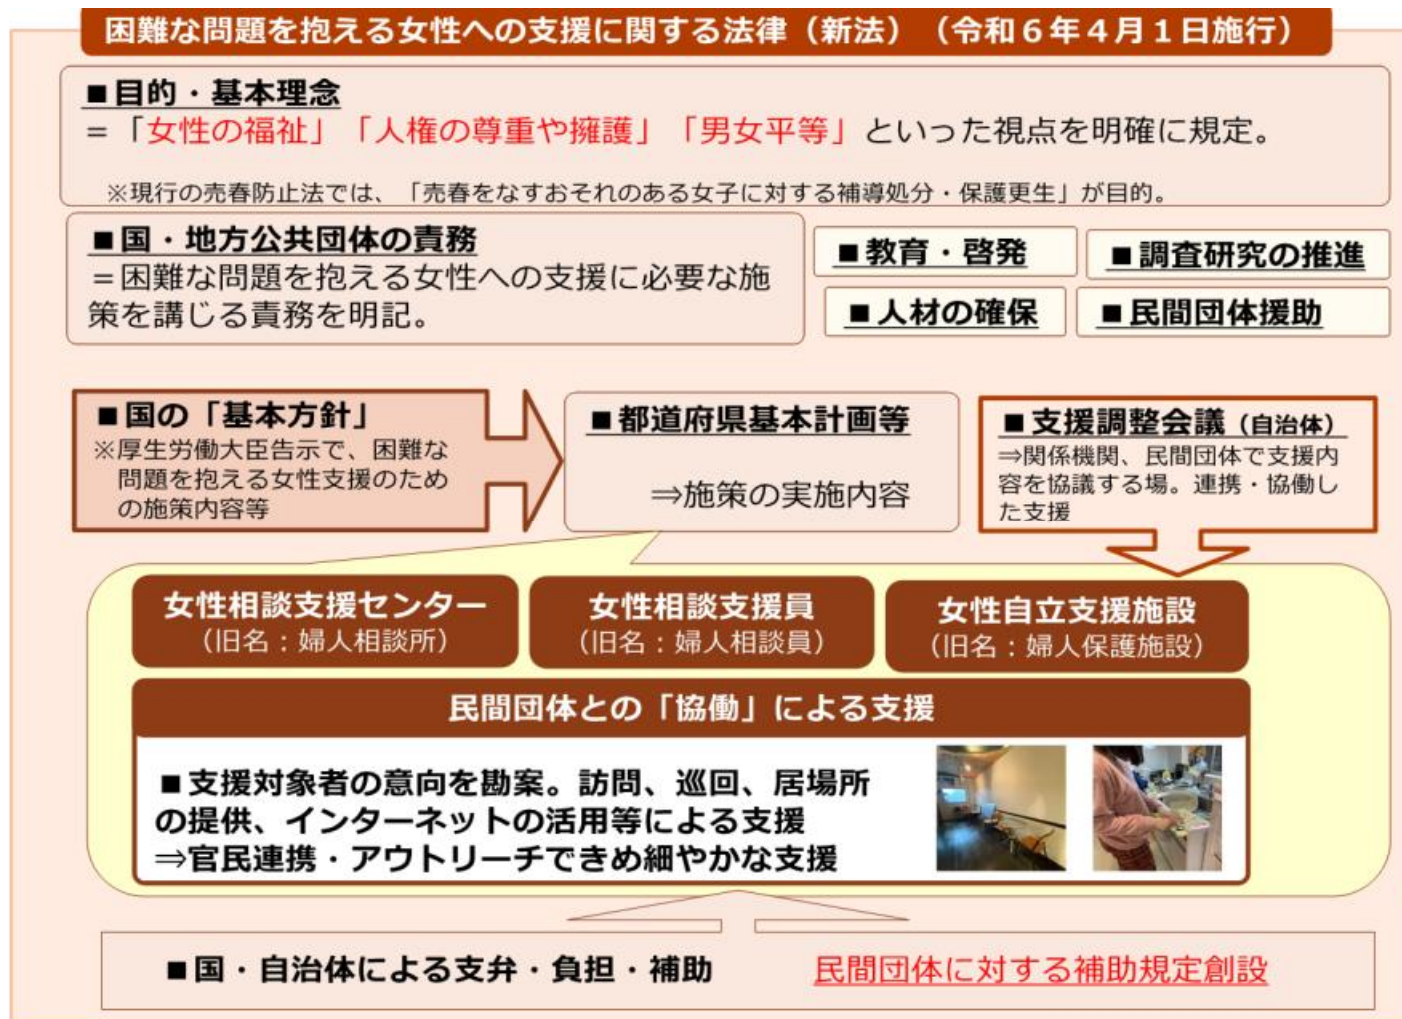 困難な問題を抱える女性への支援に関する法律（新法）（令和６年４月１日施行）
■目的・基本理念
＝「女性の福祉」「人権の尊重や擁護」「男女平等」といった視点を明確に規定。
※現行の売春防止法では、「売春をなすおそれのある女子に対する補導処分・保護更生」が目的。
■国・地方公共団体の責務
＝困難な問題を抱える女性への支援に必要な施
策を講じる責務を明記。
■教育・啓発
■調査研究の推進
■人材の確保
■民間団体援助
■国の「基本方針」
※厚生労働大臣告示で、困難な
問題を抱える女性支援のため
の施策内容等
■都道府県基本計画等
⇒施策の実施内容
■支援調整会議（自治体）
⇒関係機関、民間団体で支援内
容を協議する場。連携・協働し
た支援
女性相談支援センター
（旧名：婦人相談所）
女性相談支援員
（旧名：婦人相談員）
女性自立支援施設
（旧名：婦人保護施設）
民間団体との「協働」による支援
■支援対象者の意向を勘案。訪問、巡回、居場所
の提供、インターネットの活用等による支援
⇒官民連携・アウトリーチできめ細やかな支援
■国・自治体による支弁・負担・補助　民間団体に対する補助規定創設